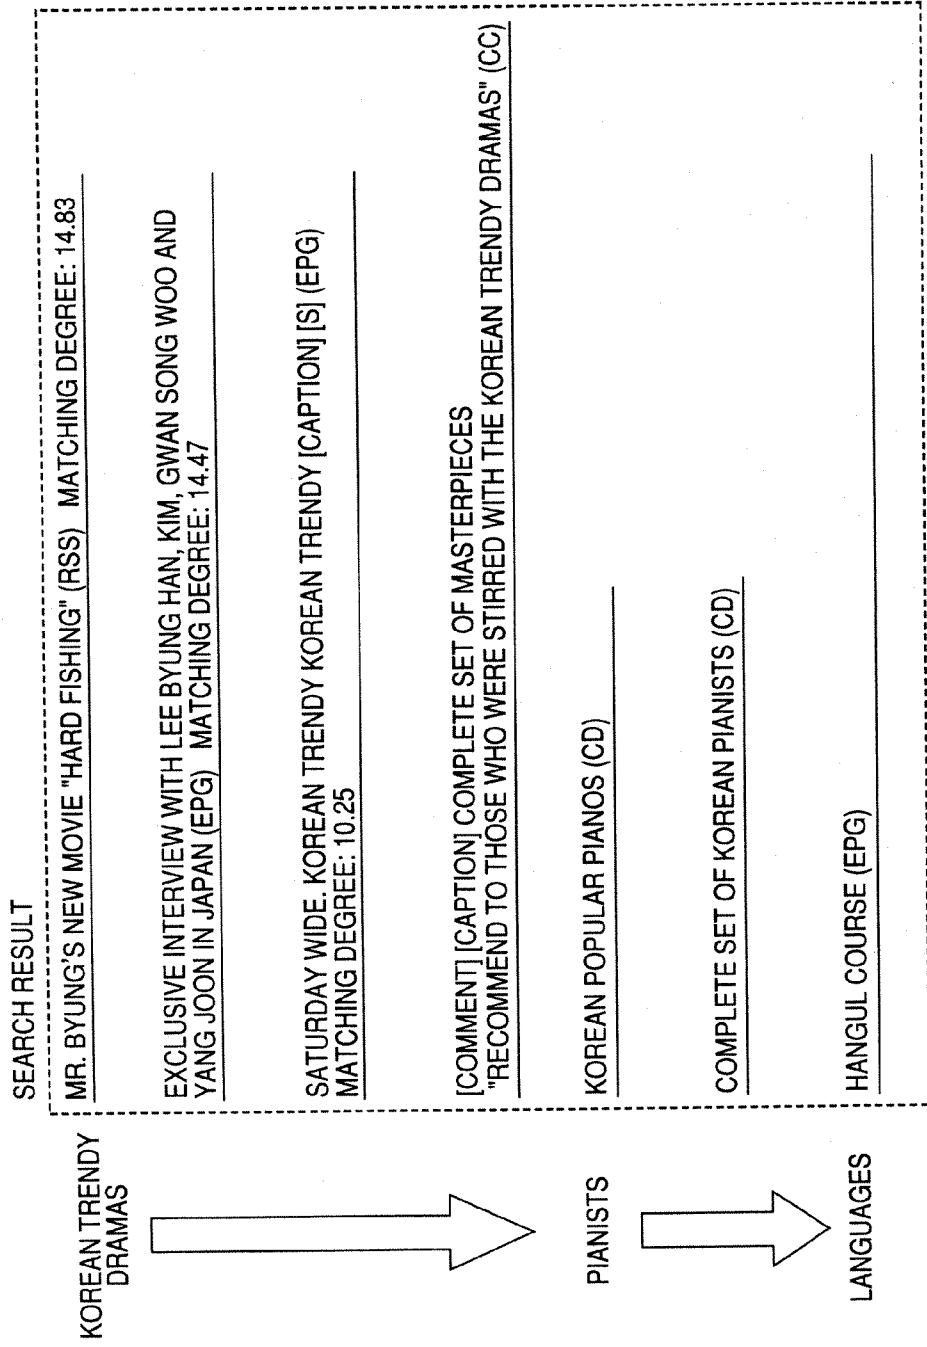 SEARCH RESULT
MR. BYUNG'S NEW MOVIE "HARD FISHING" (RSS) MATCHING DEGREE: 14.83
EXCLUSIVE INTERVIEW WITH LEE BYUNG HAN, KIM, GWAN SONG WOO AND
YANG JOON IN JAPAN (EPG) MATCHING DEGREE: 14.47
SATURDAY WIDE. KOREAN TRENDY KOREAN TRENDY [CAPTION] [S] (EPG)
MATCHING DEGREE: 10.25
[COMMENT] [CAPTION] COMPLETE SET OF MASTERPIECES
"RECOMMEND TO THOSE WHO WERE STIRRED WITH THE KOREAN TRENDY DRAMAS" (CC)
KOREAN POPULAR PIANOS (CD)
COMPLETE SET OF KOREAN PIANISTS (CD)
HANGUL COURSE (EPG)
KOREAN TRENDY
DRAMAS
PIANISTS
LANGUAGES